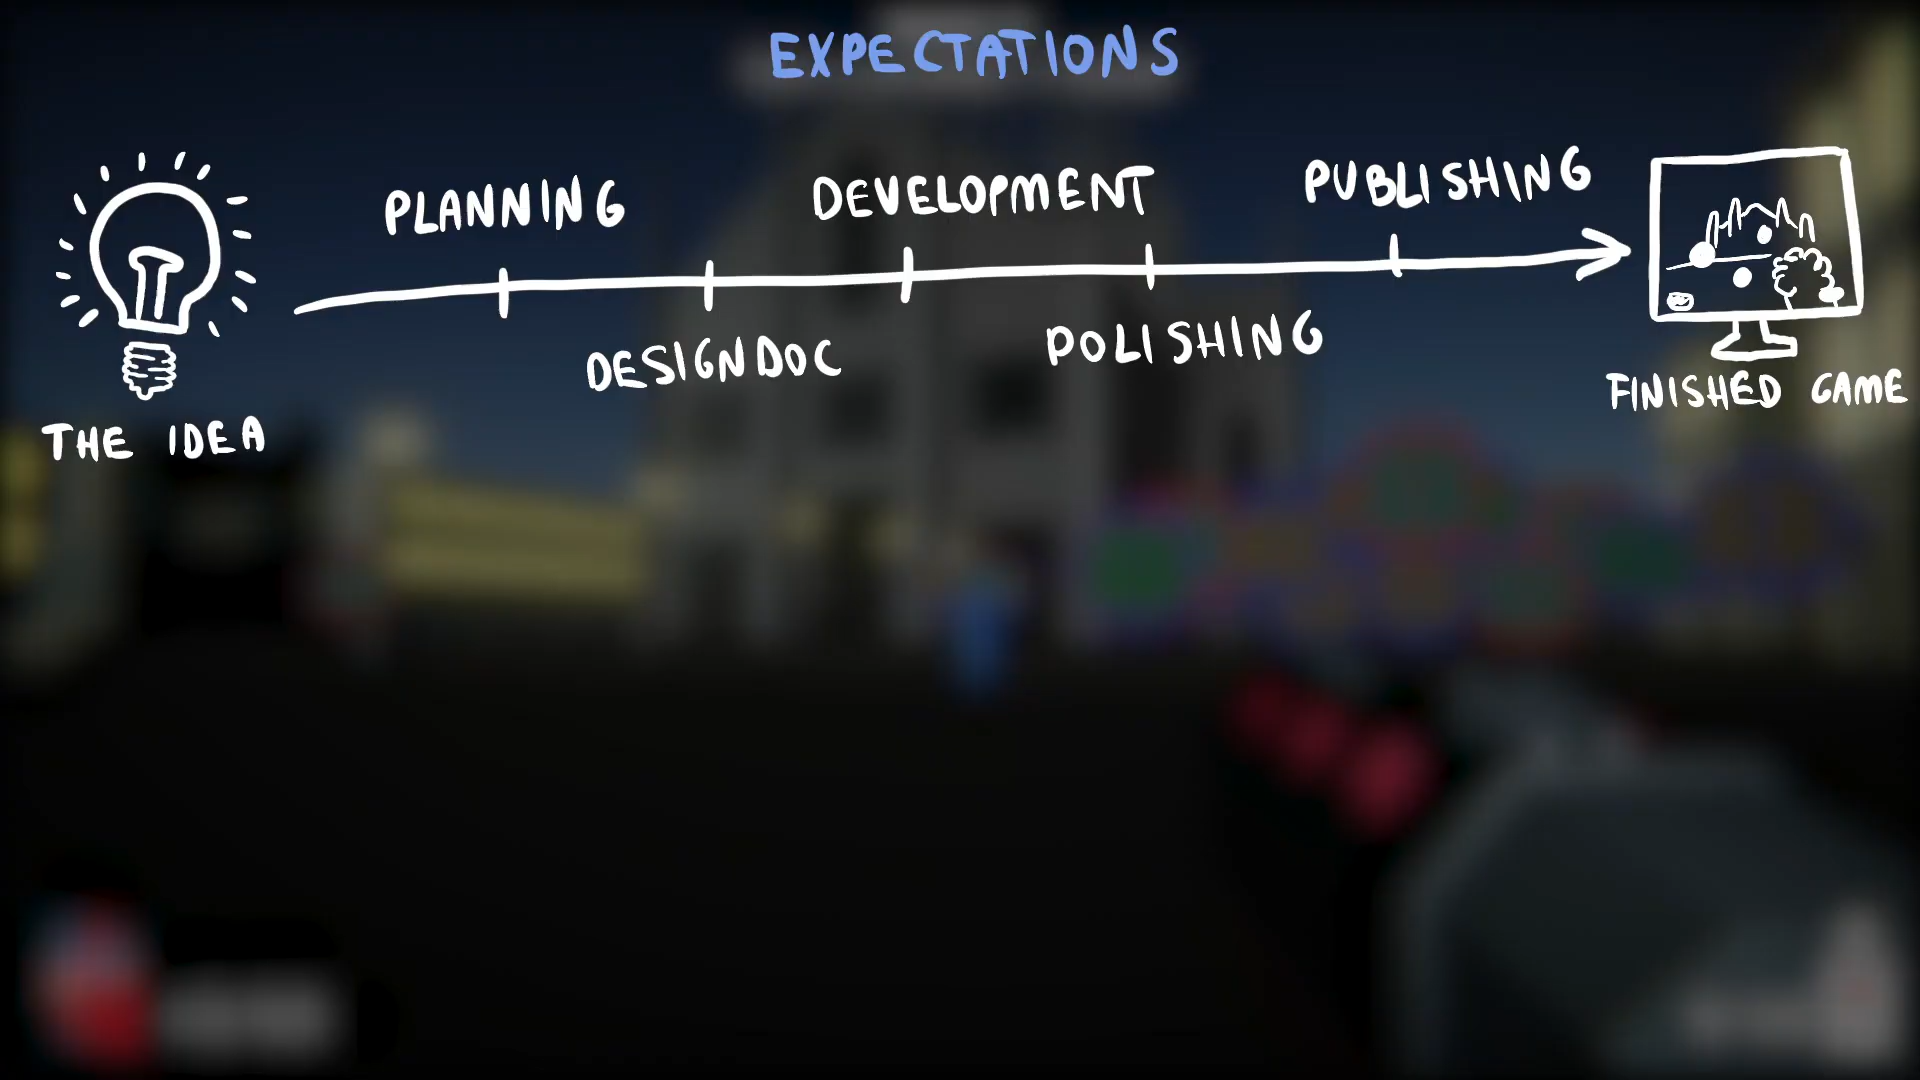 EXPECTATIONS
PLANNING
DEVELOPMENT
PUBLISHING
DESIGNDOC
POLISHING
FINISHED GAME
THE IDEA